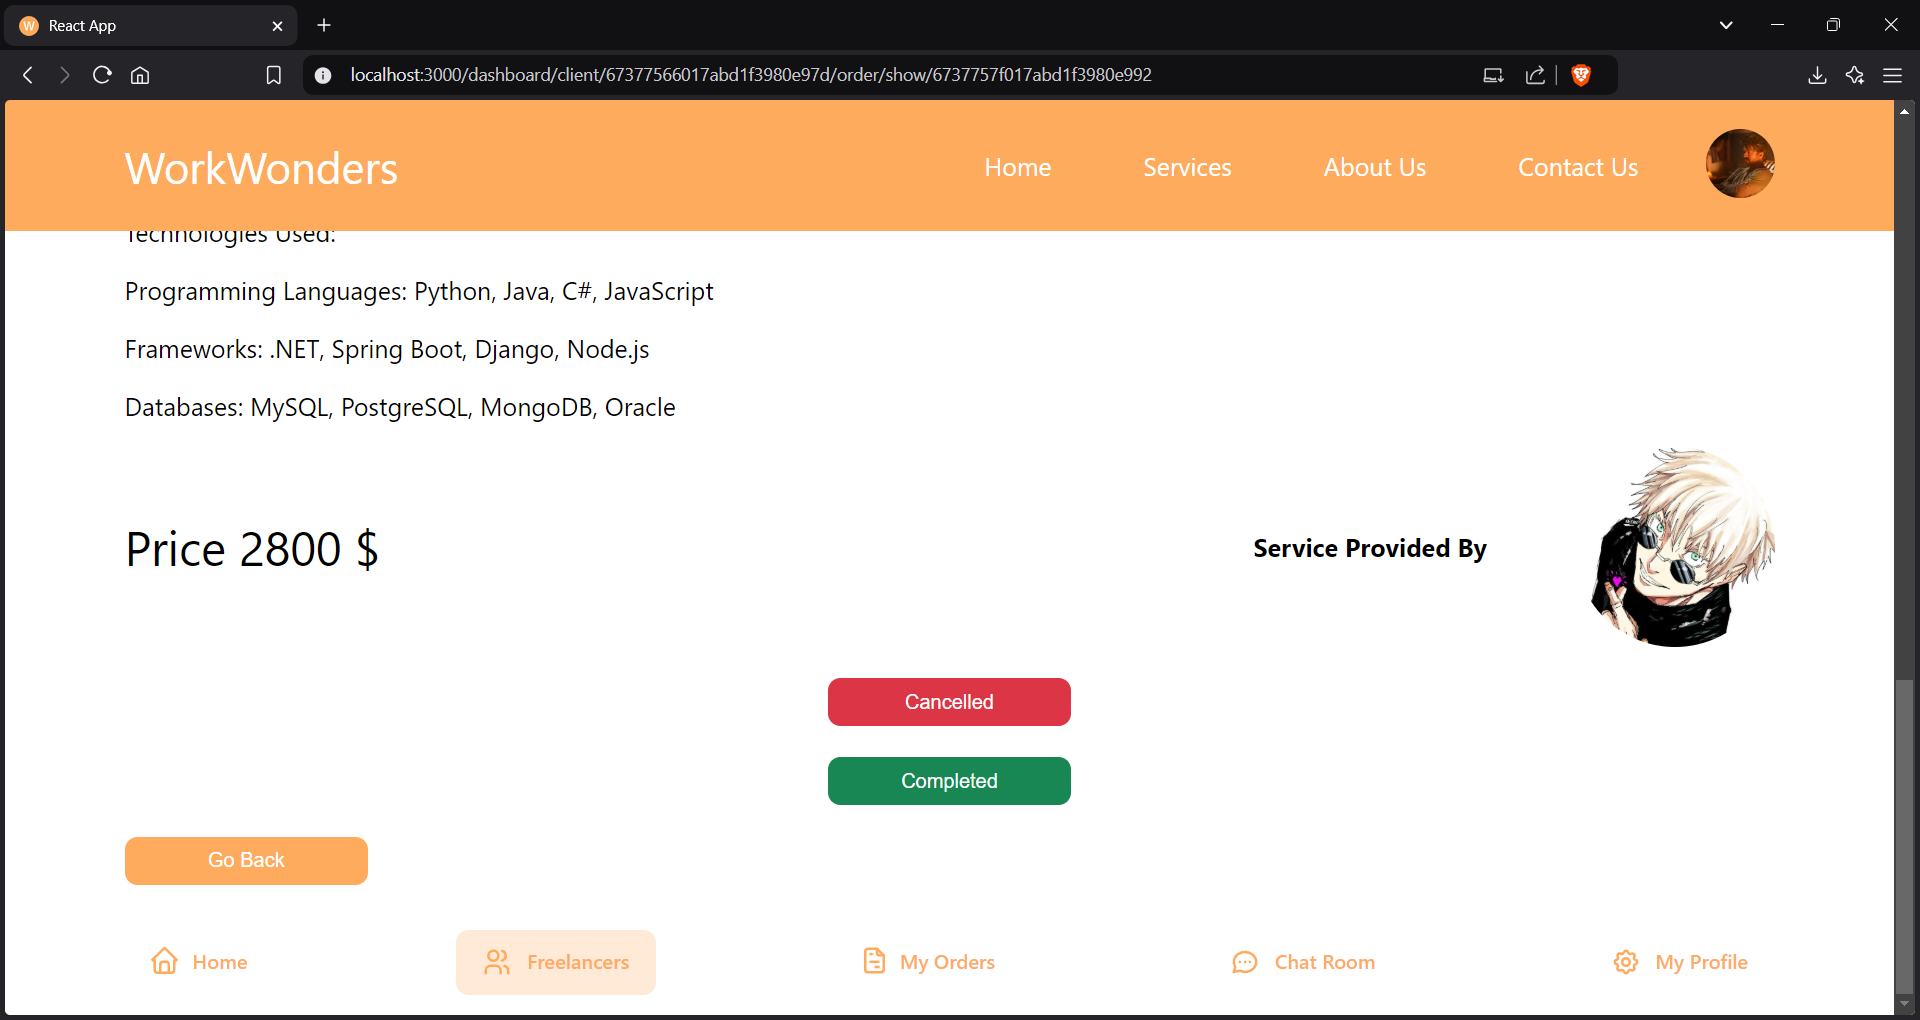 W React App
localhost:3000/dashboard/client/67377566017abd1f3980e97d/order/show/6737757f017abd1f3980e992
WorkWonders Home Services About Us Contact Us
Technologies Used:
Programming Languages: Python, Java, C#, JavaScript
Frameworks: .NET, Spring Boot, Django, Node.js
Databases: MySQL, PostgreSQL, MongoDB, Oracle
Price 2800 $ Service Provided By
Cancelled
Completed
Go Back
Home Freelancers My Orders Chat Room My Profile